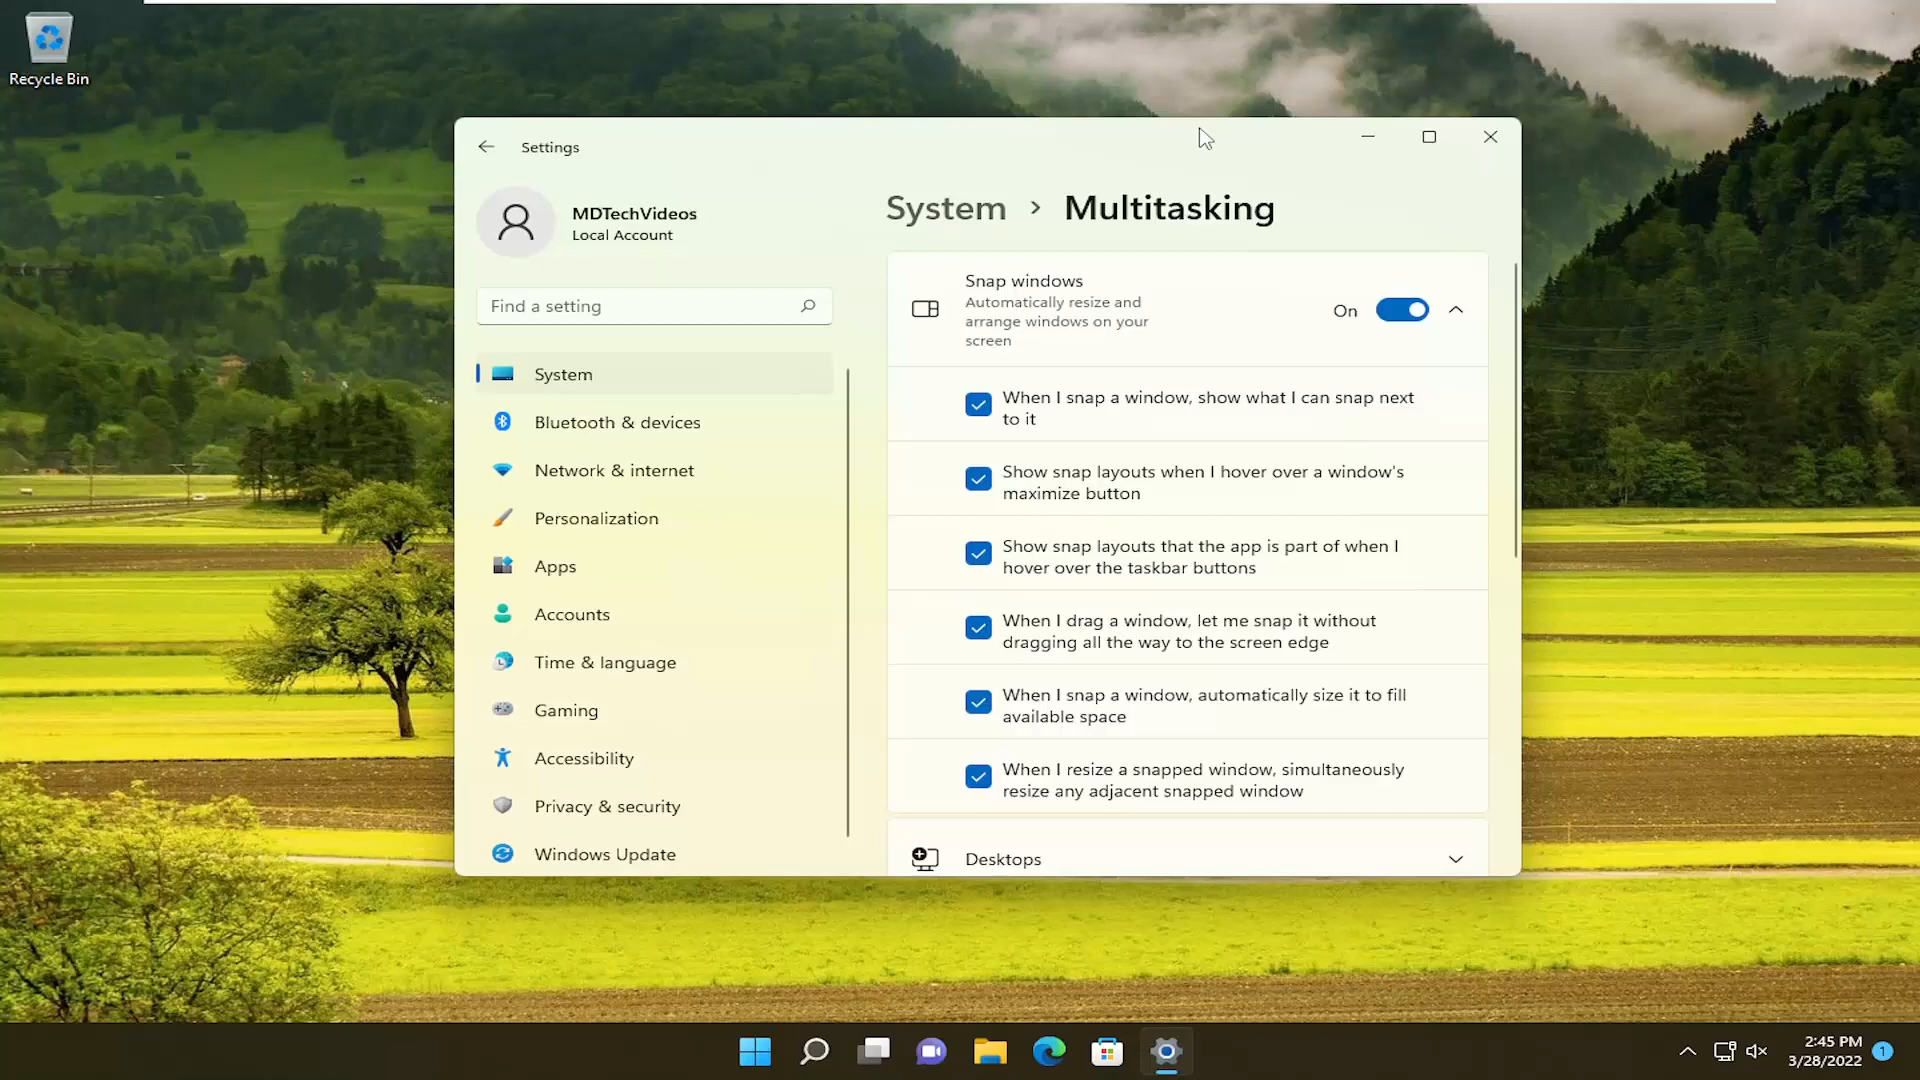 Recycle Bin
Settings
MDTechVideos
Local Account
Find a setting
System
Bluetooth & devices
Network & internet
Personalization
Apps
Accounts
Time & language
Gaming
Accessibility
Privacy & security
Windows Update
System › Multitasking
Snap windows
Automatically resize and
arrange windows on your
screen
On
When I snap a window, show what I can snap next
to it
Show snap layouts when I hover over a window's
maximize button
Show snap layouts that the app is part of when I
hover over the taskbar buttons
When I drag a window, let me snap it without
dragging all the way to the screen edge
When I snap a window, automatically size it to fill
available space
When I resize a snapped window, simultaneously
resize any adjacent snapped window
Desktops
2:45 PM
3/28/2022
1